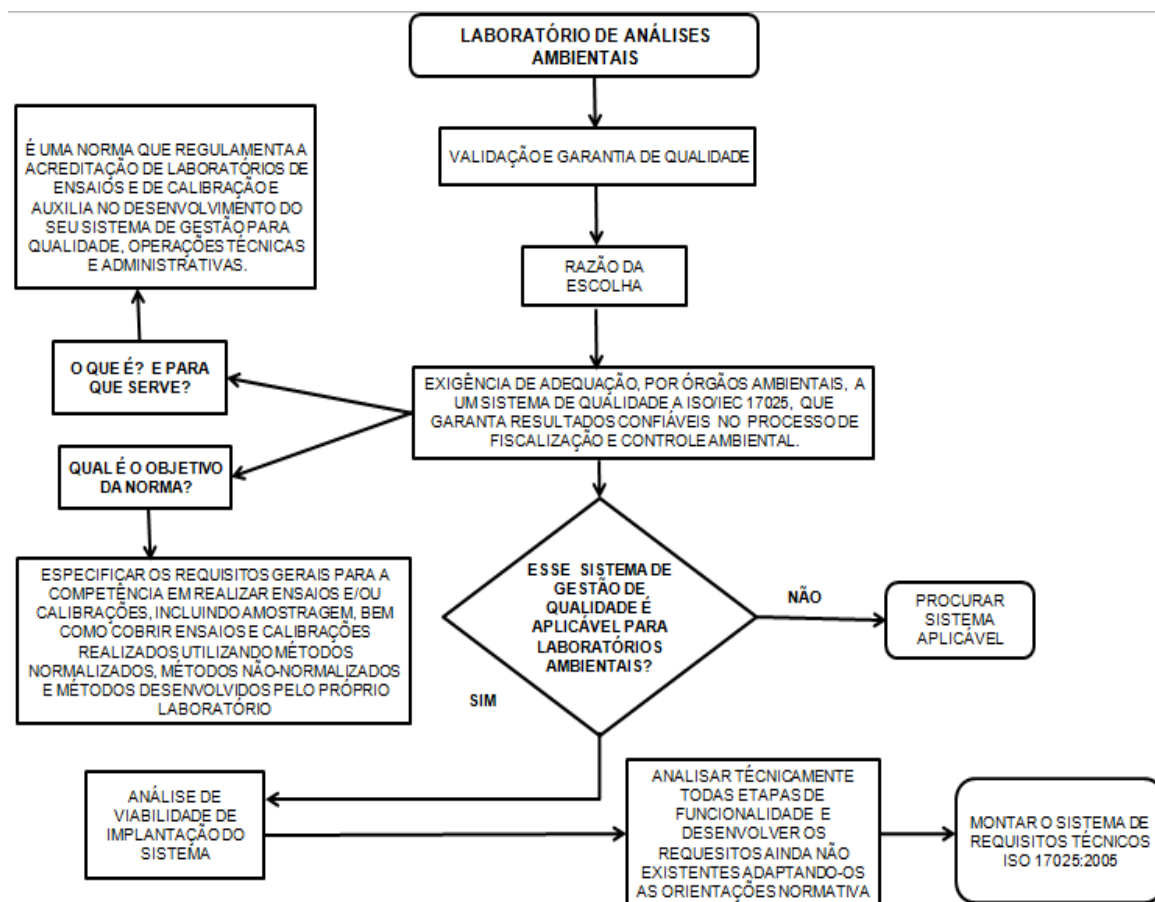 LABORATÓRIO DE ANÁLISES
AMBIENTAIS
VALIDAÇÃO E GARANTIA DE QUALIDADE
RAZÃO DA
ESCOLHA
É UMA NORMA QUE REGULAMENTA A
ACREDITAÇÃO DE LABORATÓRIOS DE
ENSAIOS E DE CALIBRAÇÃO E
AUXILIA NO DESENVOLVIMENTO DO
SEU SISTEMA DE GESTÃO PARA
QUALIDADE, OPERAÇÕES TÉCNICAS
E ADMINISTRATIVAS.
O QUE É? E PARA
QUE SERVE?
EXIGÊNCIA DE ADEQUAÇÃO, POR ÓRGÃOS AMBIENTAIS, A
UM SISTEMA DE QUALIDADE A ISO/IEC 17025, QUE
GARANTA RESULTADOS CONFIÁVEIS NO PROCESSO DE
FISCALIZAÇÃO E CONTROLE AMBIENTAL.
QUAL É O OBJETIVO
DA NORMA?
ESPECIFICAR OS REQUISITOS GERAIS PARA A
COMPETÊNCIA EM REALIZAR ENSAIOS E/OU
CALIBRAÇÕES, INCLUINDO AMOSTRAGEM, BEM
COMO COBRIR ENSAIOS E CALIBRAÇÕES
REALIZADOS UTILIZANDO MÉTODOS
NORMALIZADOS, MÉTODOS NÃO-NORMALIZADOS
E MÉTODOS DESENVOLVIDOS PELO PRÓPRIO
LABORATÓRIO
ESSE SISTEMA DE
GESTÃO DE
QUALIDADE É
APLICÁVEL PARA
LABORATÓRIOS
AMBIENTAIS?
NÃO
PROCURAR
SISTEMA
APLICÁVEL
SIM
ANÁLISE DE
VIABILIDADE DE
IMPLANTAÇÃO DO
SISTEMA
ANALISAR TÉCNICAMENTE
TODAS ETAPAS DE
FUNCIONALIDADE E
DESENVOLVER OS
REQUESITOS AINDA NÃO
EXISTENTES ADAPTANDO-OS
AS ORIENTAÇÕES NORMATIVA
MONTAR O SISTEMA DE
REQUISITOS TÉCNICOS
ISO 17025:2005